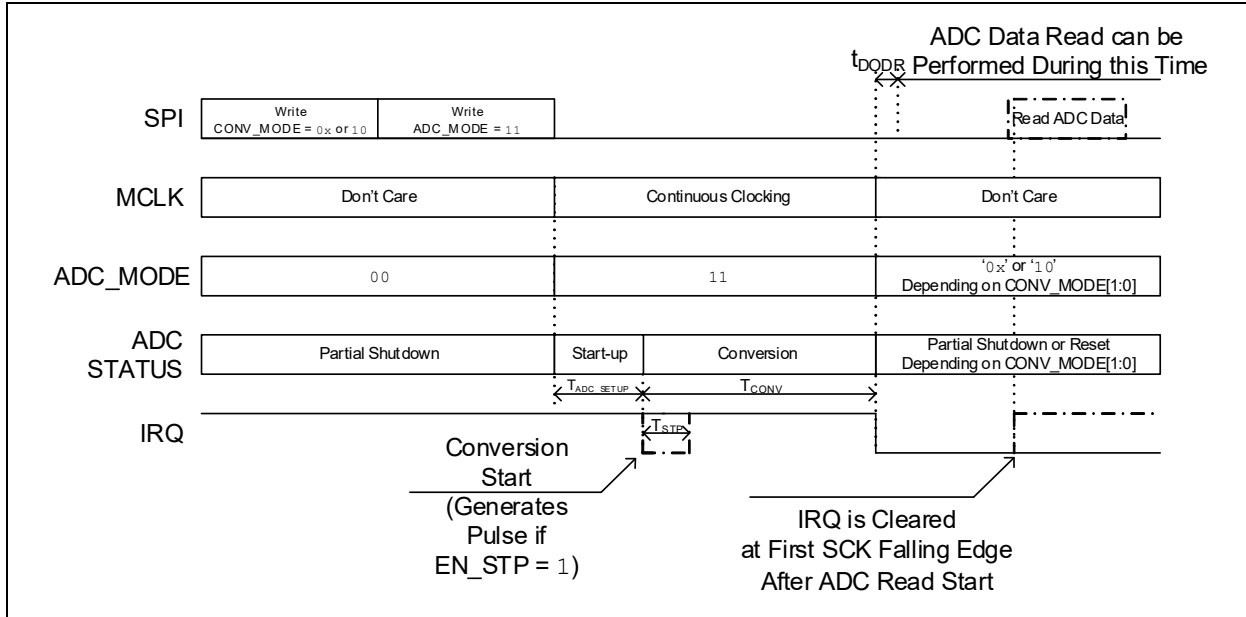 ADC Data Read can be
tDODR Performed During this Time
SPI
Write
CONV_MODE = 0x or 10
Write
ADC_MODE = 11
Read ADC Data
MCLK
Don't Care
Continuous Clocking
Don't Care
ADC_MODE
00
11
'0x' or '10'
Depending on CONV_MODE[1:0]
ADC
STATUS
Partial Shutdown
Start-up
Conversion
Partial Shutdown or Reset
Depending on CONV_MODE[1:0]
TADC_SETUP
TCONV
IRQ
TSTP
Conversion
Start
(Generates
Pulse if
EN_STP = 1)
IRQ is Cleared
at First SCK Falling Edge
After ADC Read Start